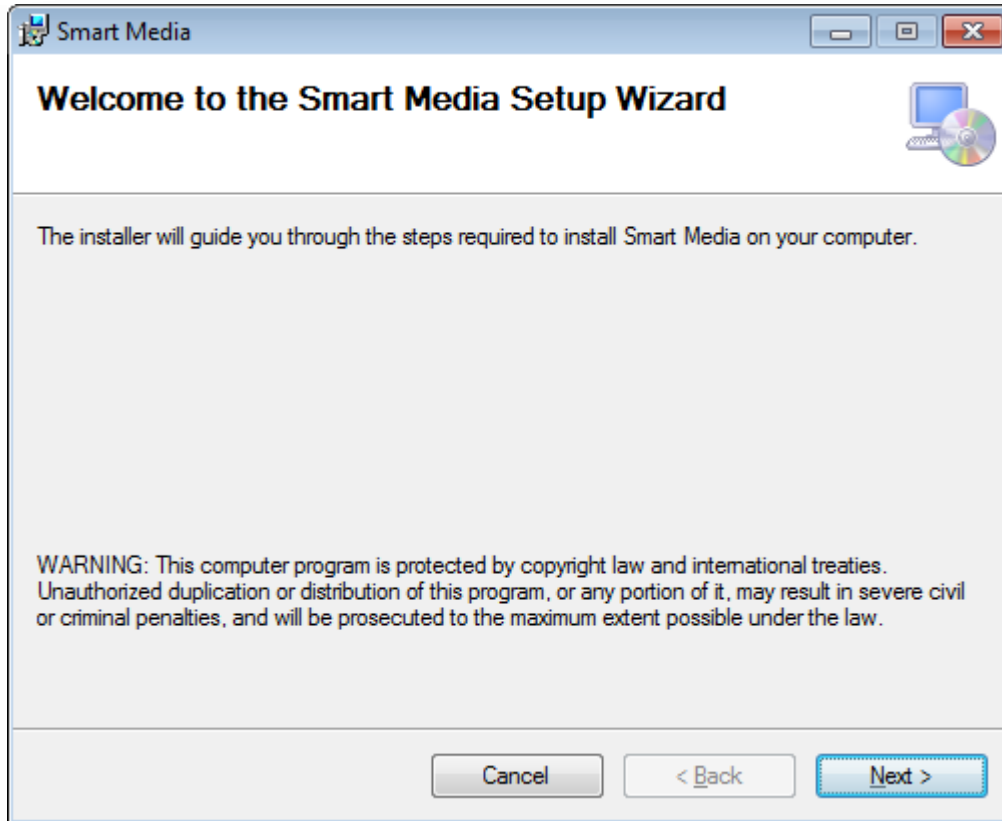 Smart Media
Welcome to the Smart Media Setup Wizard
The installer will guide you through the steps required to install Smart Media on your computer.
WARNING: This computer program is protected by copyright law and international treaties.
Unauthorized duplication or distribution of this program, or any portion of it, may result in severe civil
or criminal penalties, and will be prosecuted to the maximum extent possible under the law.
Cancel
< Back
Next >